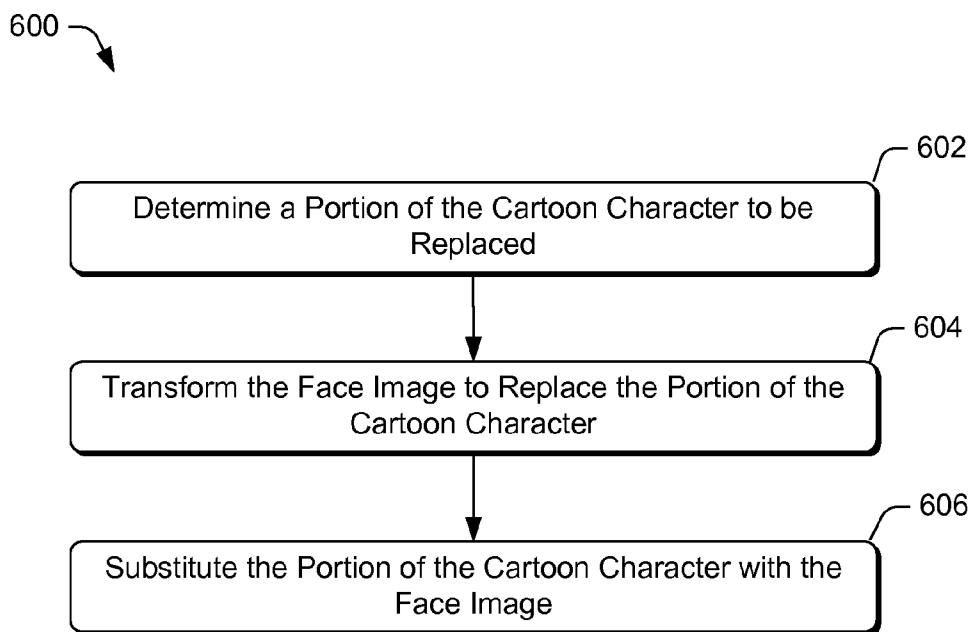 600
602
Determine a Portion of the Cartoon Character to be
Replaced
604
Transform the Face Image to Replace the Portion of the
Cartoon Character
606
Substitute the Portion of the Cartoon Character with the
Face Image